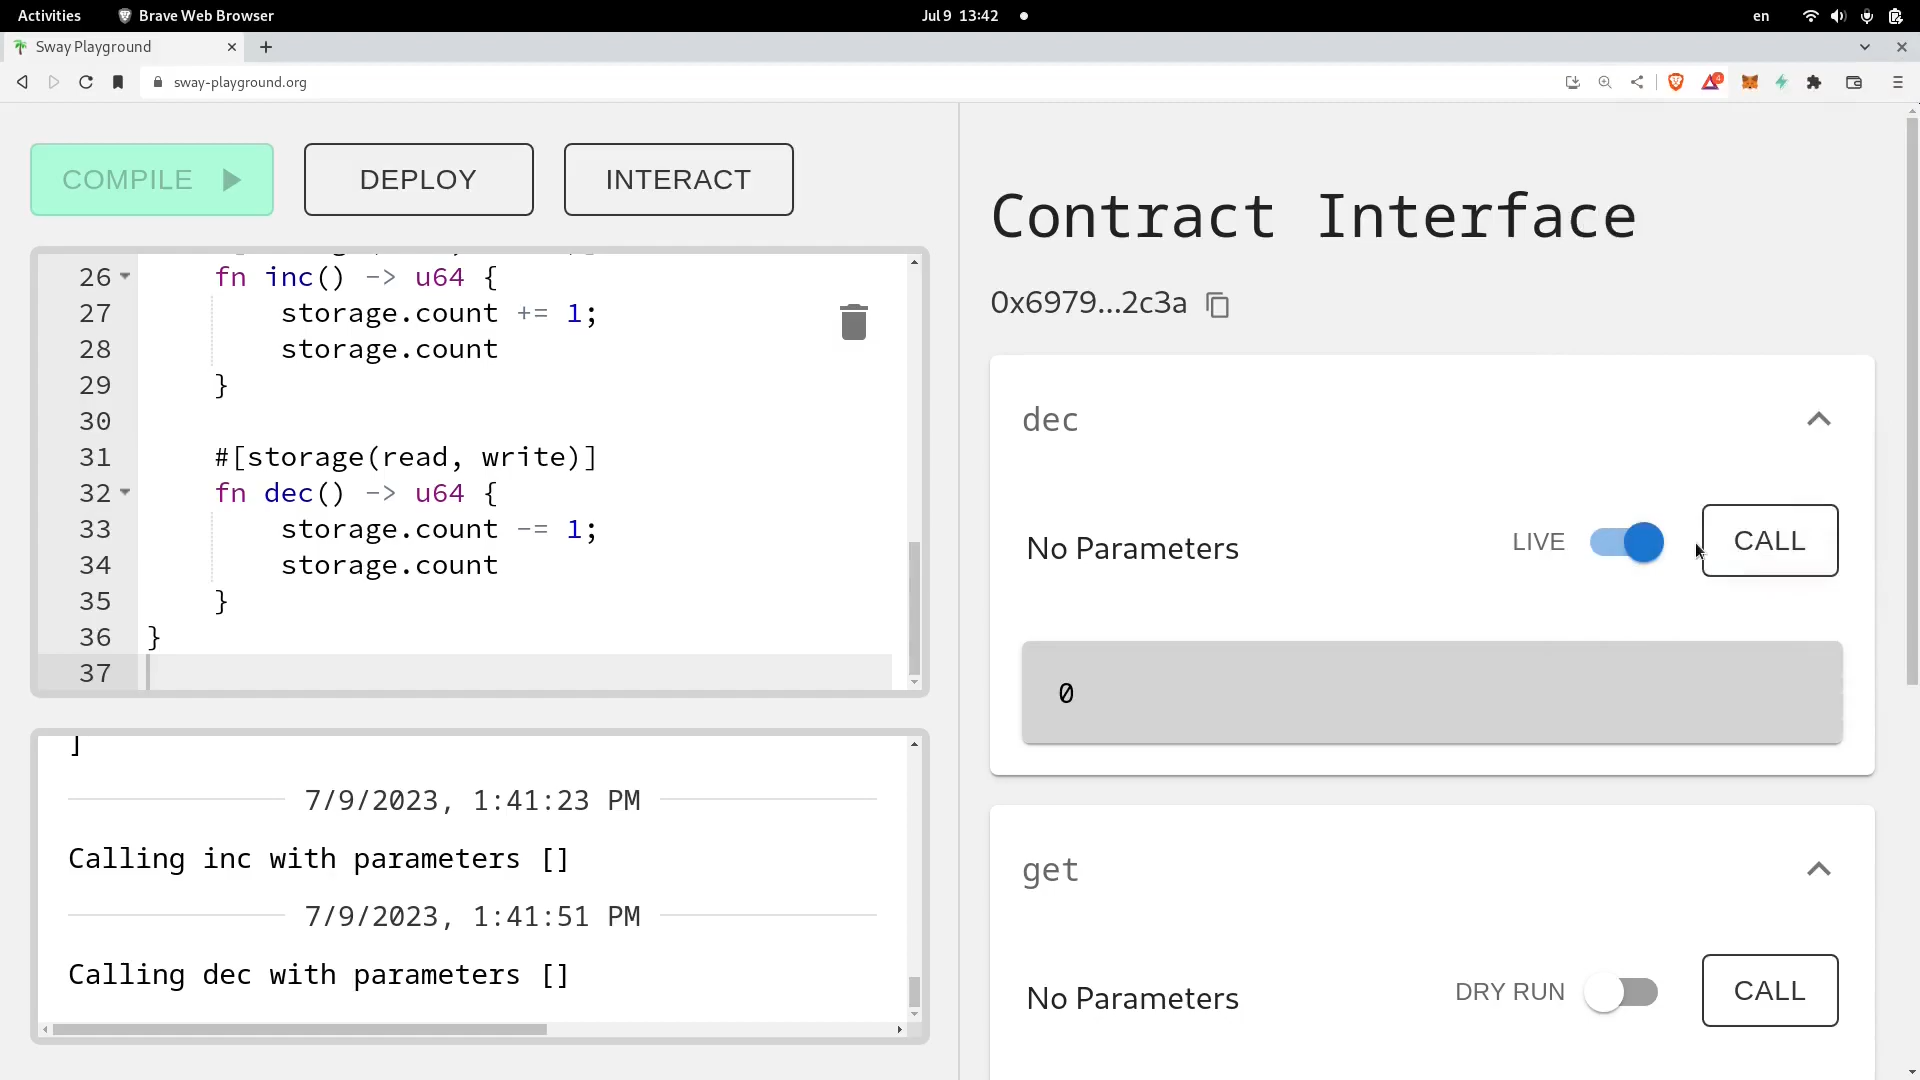 Activities
Brave Web Browser
Jul 9 13:42
en
Sway Playground
sway-playground.org
4
COMPILE
DEPLOY
INTERACT
26 fn inc() -> u64 {
27 storage.count += 1;
28 storage.count
29 }
30
31 #[storage(read, write)]
32 fn dec() -> u64 {
33 storage.count -= 1;
34 storage.count
35 }
36 }
37
]
7/9/2023, 1:41:23 PM
Calling inc with parameters []
7/9/2023, 1:41:51 PM
Calling dec with parameters []
Contract Interface
0x6979...2c3a
dec
No Parameters
LIVE
CALL
0
get
No Parameters
DRY RUN
CALL